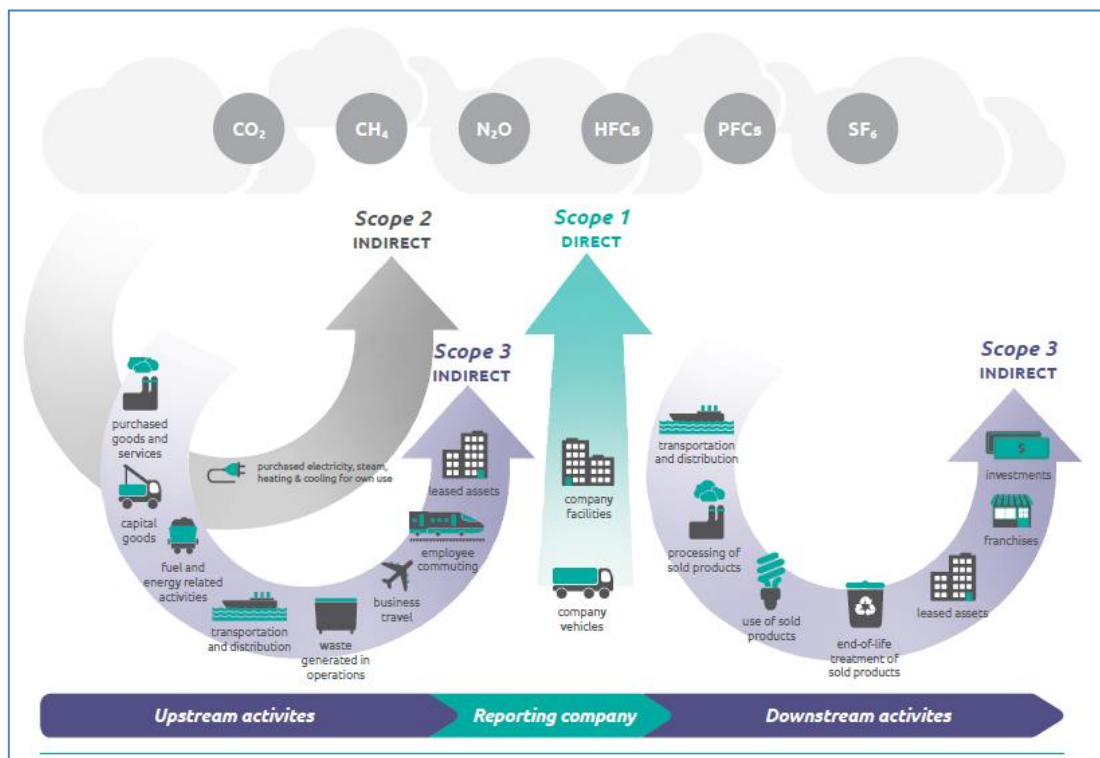 CO₂
CH₄
N₂O
HFCs
PFCs
SF₆
Scope 2
INDIRECT
Scope 1
DIRECT
Scope 3
INDIRECT
Scope 3
INDIRECT
purchased
goods and
services
capital
goods
fuel and
energy related
activities
purchased electricity, steam,
heating & cooling for own use
transportation
and distribution
waste
generated in
operations
business
travel
employee
commuting
leased assets
company
facilities
company
vehicles
transportation
and distribution
processing of
sold products
use of sold
products
end-of-life
treatment of
sold products
leased assets
franchises
$
investments
Upstream activites
Reporting company
Downstream activites